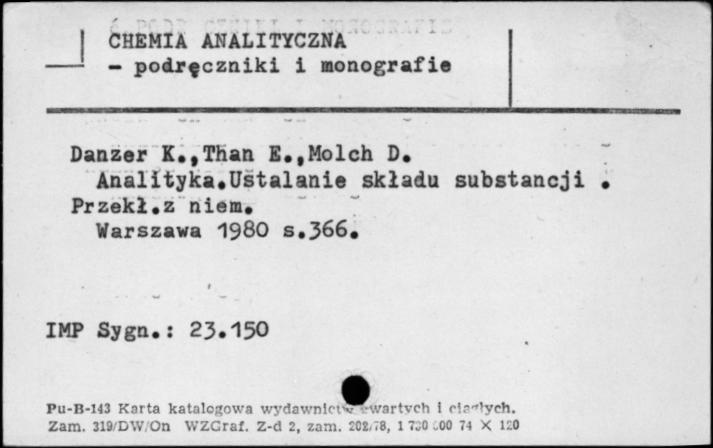 CHEMIA ANALITYCZNA
- podręczniki i monografie
Danzer K.,Than E.,Molch D.
Analityka.Ustalanie składu substancji .
Przekł.z niem.
Warszawa 1980 s.366.
IMP Sygn.: 23.150
Pu-B-143 Karta katalogowa wydawnictw zwartych i ciągłych.
Zam. 319/DW/On WZGraf. Z-d 2, zam. 202/78, 1 730 000 74 X 120